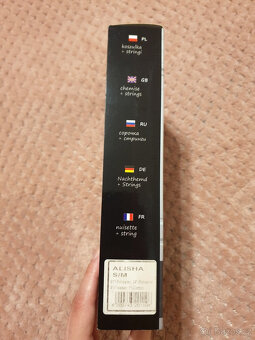 PL
koszulka
+ stringi
GB
chemise
+ strings
RU
сорочка
+ стринги
DE
Nachthemd
+ Strings
FR
nuisette
+ string
ALISHA
S/M